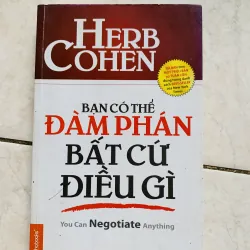 HERB
COHEN
BẠN CÓ THỂ
ĐÀM PHÁN
BẤT CỨ
ĐIỀU GÌ
You Can Negotiate Anything